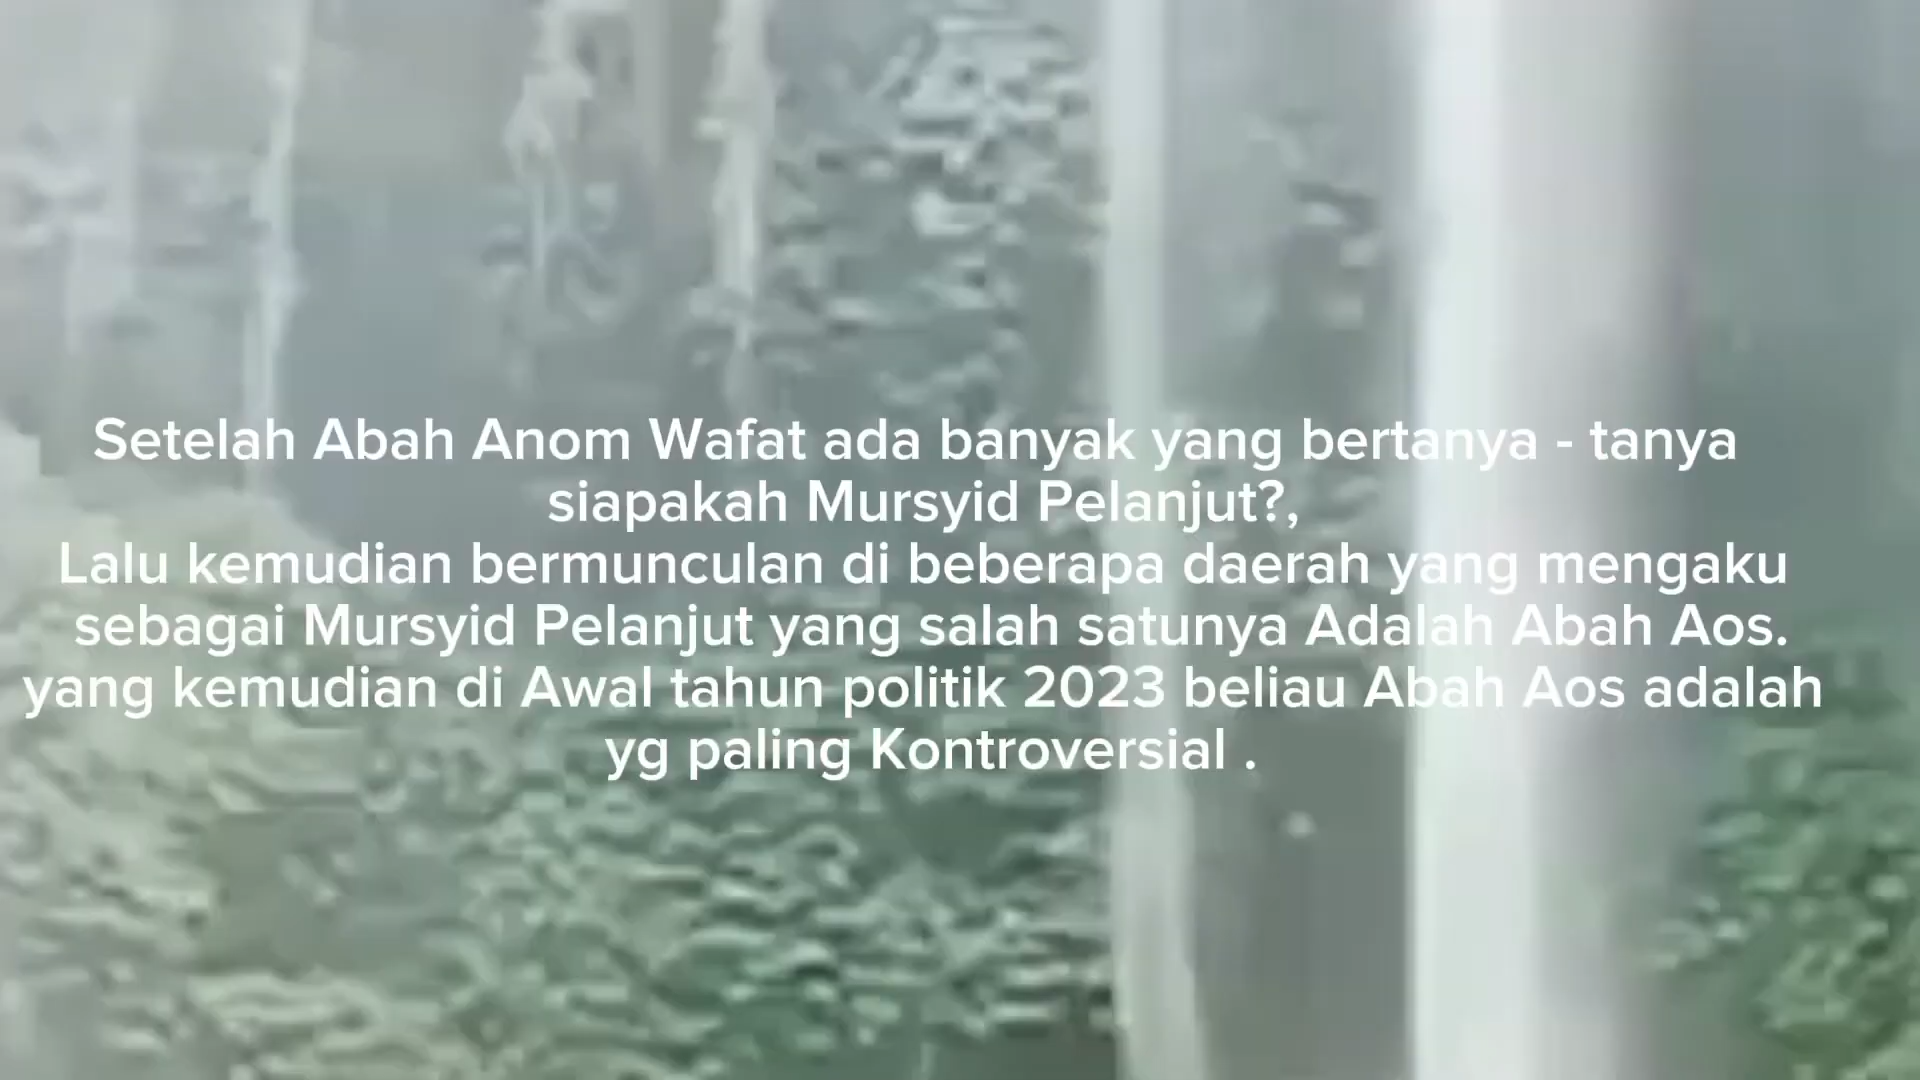 Setelah Abah Anom Wafat ada banyak yang bertanya - tanya
siapakah Mursyid Pelanjut?,
Lalu kemudian bermunculan di beberapa daerah yang mengaku
sebagai Mursyid Pelanjut yang salah satunya Adalah Abah Aos.
yang kemudian di Awal tahun politik 2023 beliau Abah Aos adalah
yg paling Kontroversial .